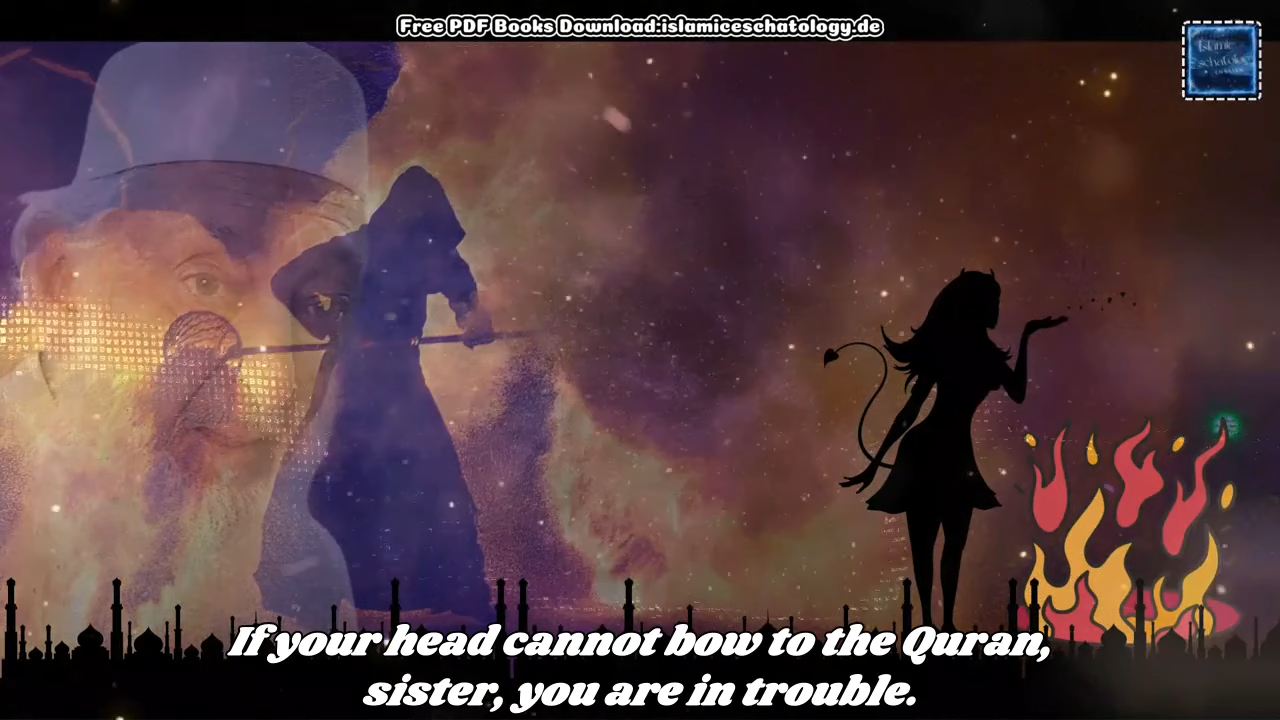 Free PDF Books Download:islamiceschatology.de
Islamic
If your head cannot bow to the Quran,
sister, you are in trouble.